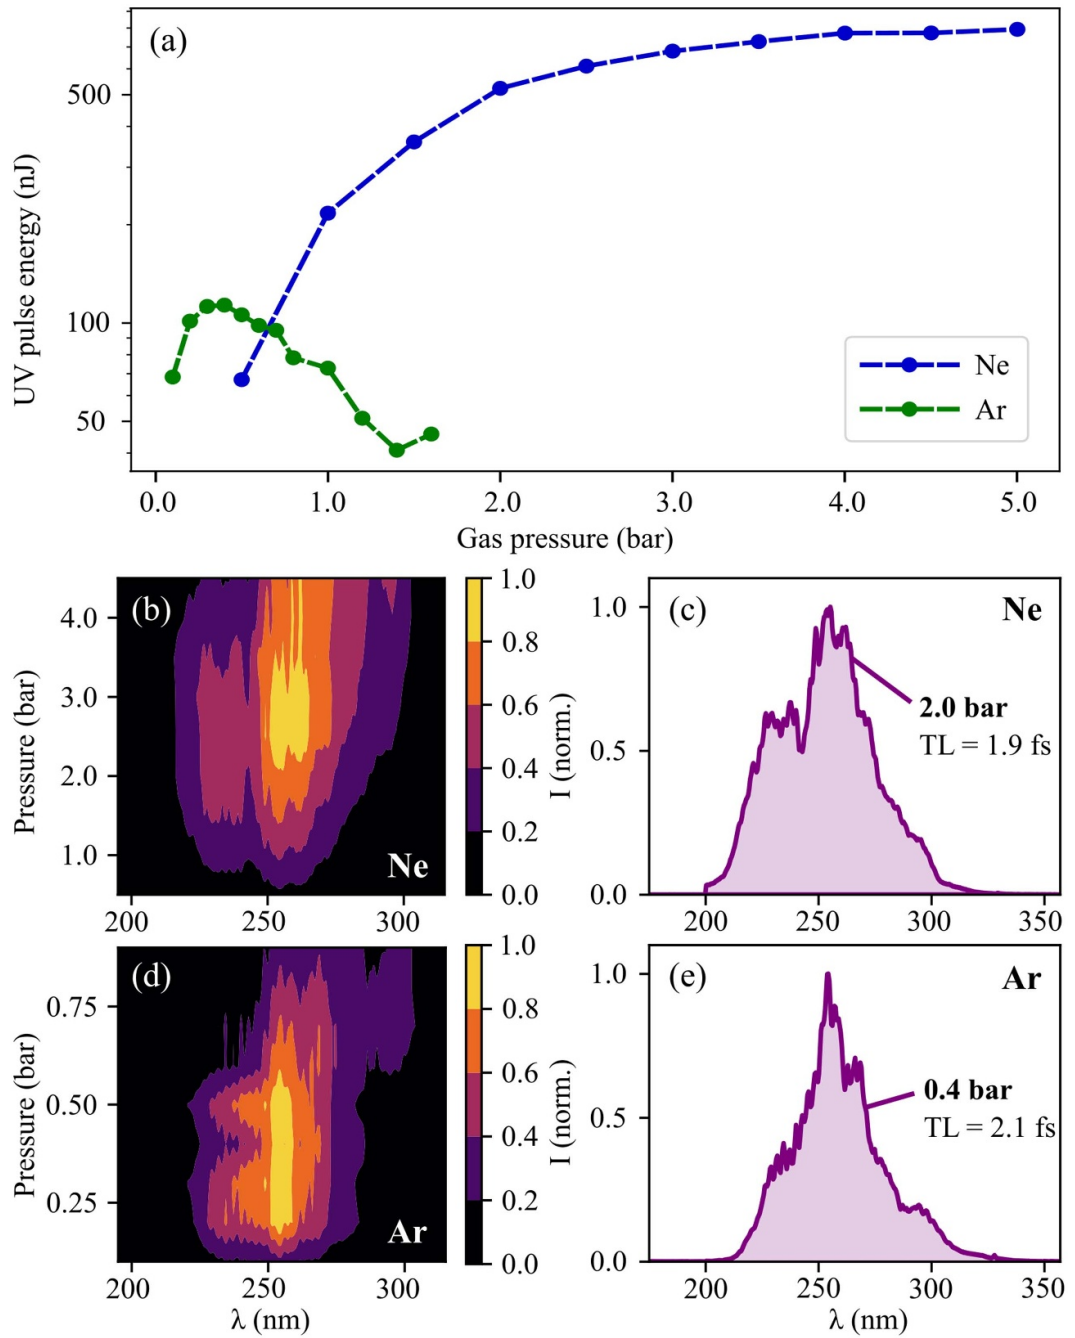 (a)
UV pulse energy (nJ)
500
100
50
Ne
Ar
0.0 1.0 2.0 3.0 4.0 5.0
Gas pressure (bar)
(b)
Pressure (bar)
4.0
3.0
2.0
1.0
Ne
200 250 300
1.0
0.8
0.6
0.4
0.2
0.0
I (norm.)
(c)
Ne
1.0
0.5
0.0
2.0 bar
TL = 1.9 fs
200 250 300 350
(d)
Pressure (bar)
0.75
0.50
0.25
Ar
200 250 300
λ (nm)
1.0
0.8
0.6
0.4
0.2
0.0
I (norm.)
(e)
Ar
1.0
0.5
0.0
0.4 bar
TL = 2.1 fs
200 250 300 350
λ (nm)